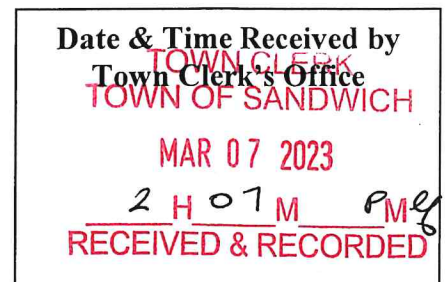 Date & Time Received by
Town Clerk's Office
TOWN CLERK
TOWN OF SANDWICH
MAR 07 2023
2 H 07 M PM
RECEIVED & RECORDED